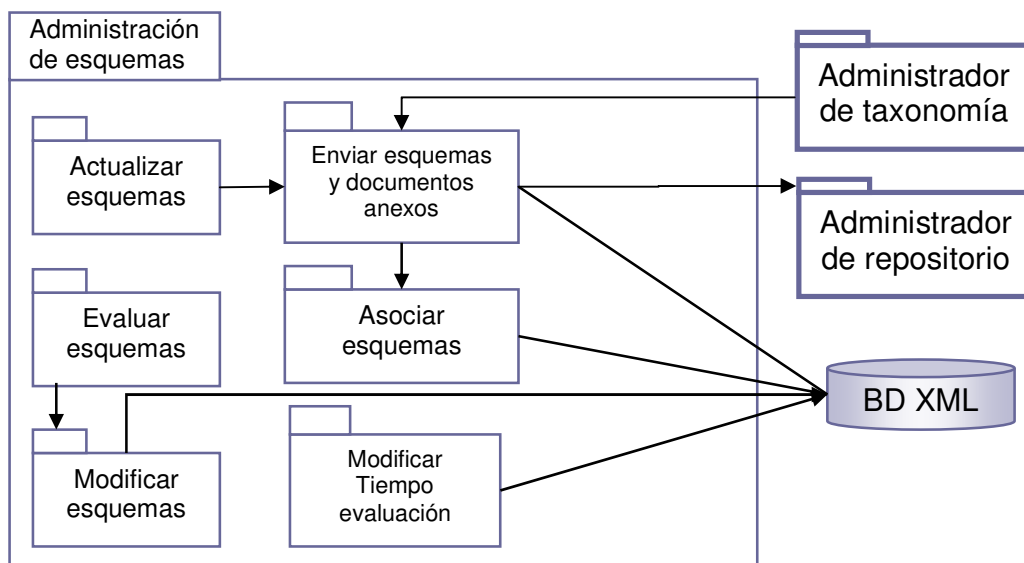 Administración
de esquemas
Administrador
de taxonomía
Actualizar
esquemas
Enviar esquemas
y documentos
anexos
Administrador
de repositorio
Evaluar
esquemas
Asociar
esquemas
BD XML
Modificar
esquemas
Modificar
Tiempo
evaluación